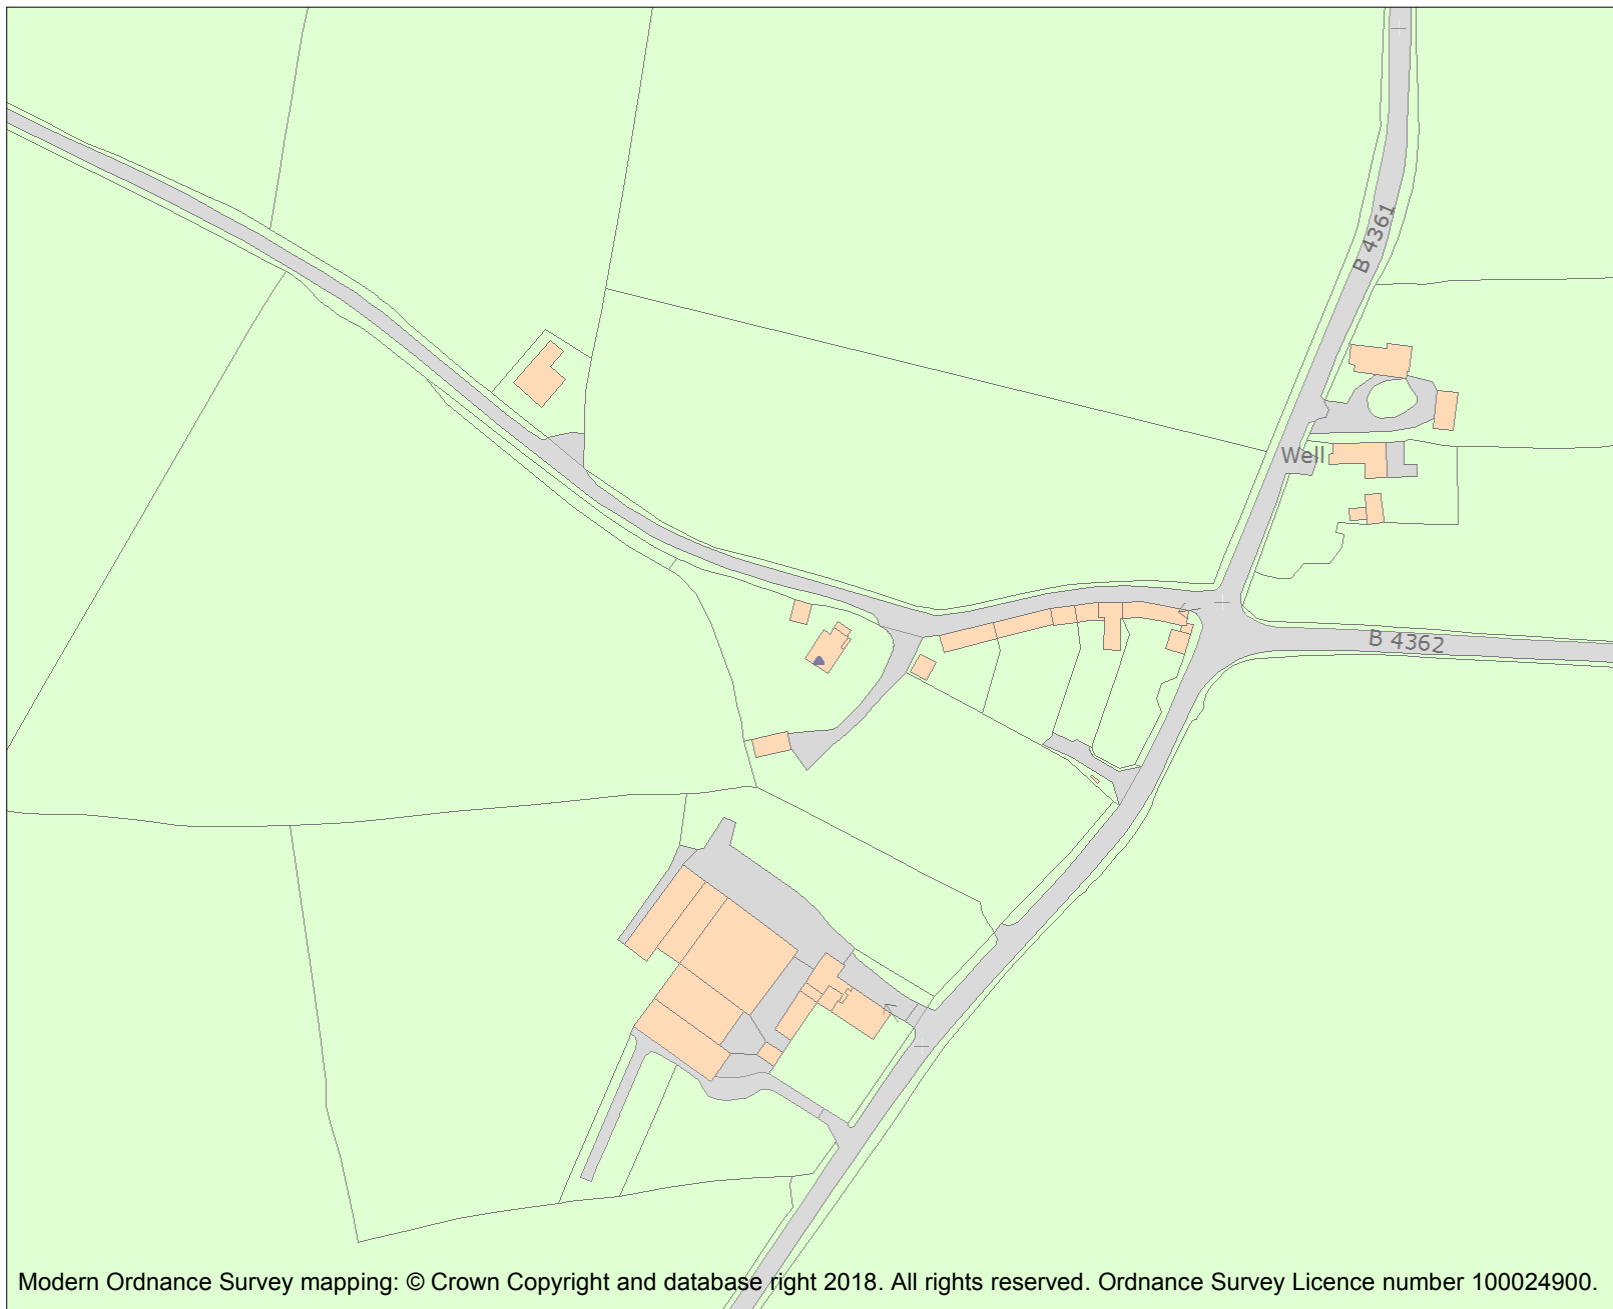 B 4361
Well
B 4362
Modern Ordnance Survey mapping: © Crown Copyright and database right 2018. All rights reserved. Ordnance Survey Licence number 100024900.